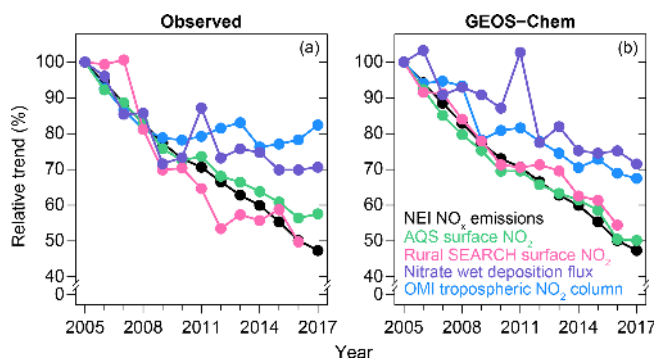 Observed
GEOS−Chem
(a)
(b)
Relative trend (%)
100
90
80
70
60
50
40
0
100
90
80
70
60
50
40
0
NEI NOx emissions
AQS surface NO2
Rural SEARCH surface NO2
Nitrate wet deposition flux
OMI tropospheric NO2 column
2005 2008 2011 2014 2017
2005 2008 2011 2014 2017
Year